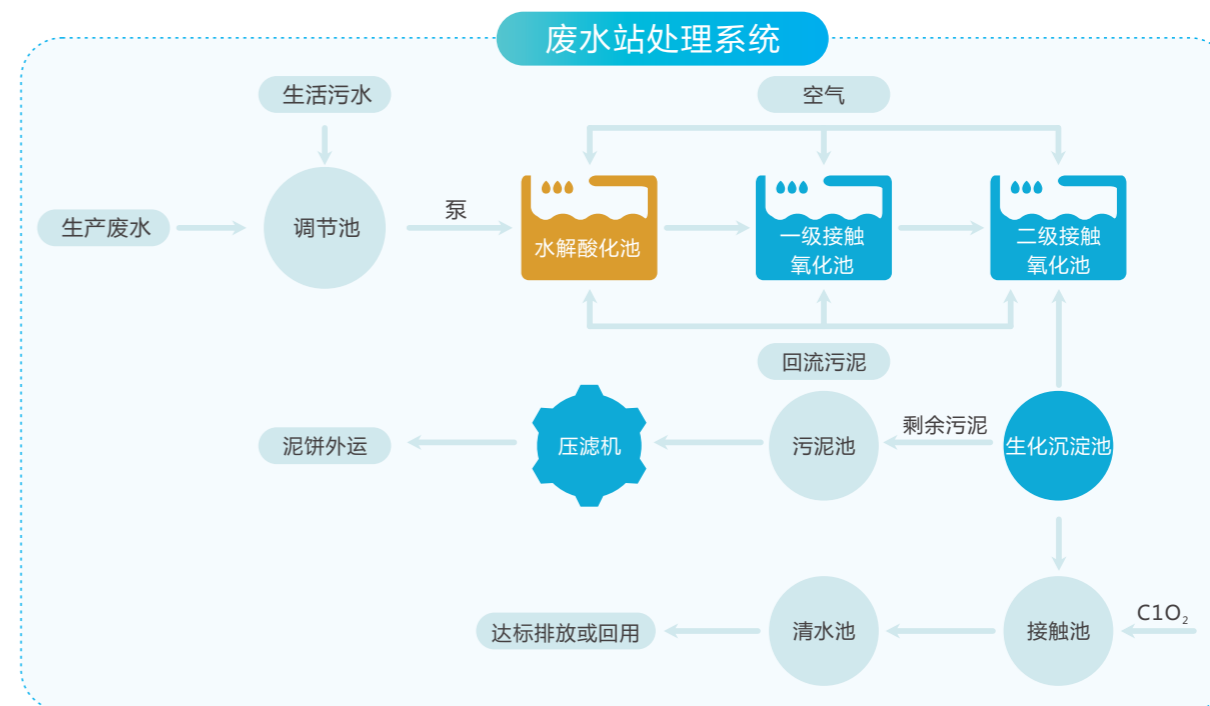 废水站处理系统
生活污水
空气
生产废水
调节池
泵
水解酸化池
一级接触
氧化池
二级接触
氧化池
回流污泥
泥饼外运
压滤机
污泥池
剩余污泥
生化沉淀池
达标排放或回用
清水池
接触池
C1O₂